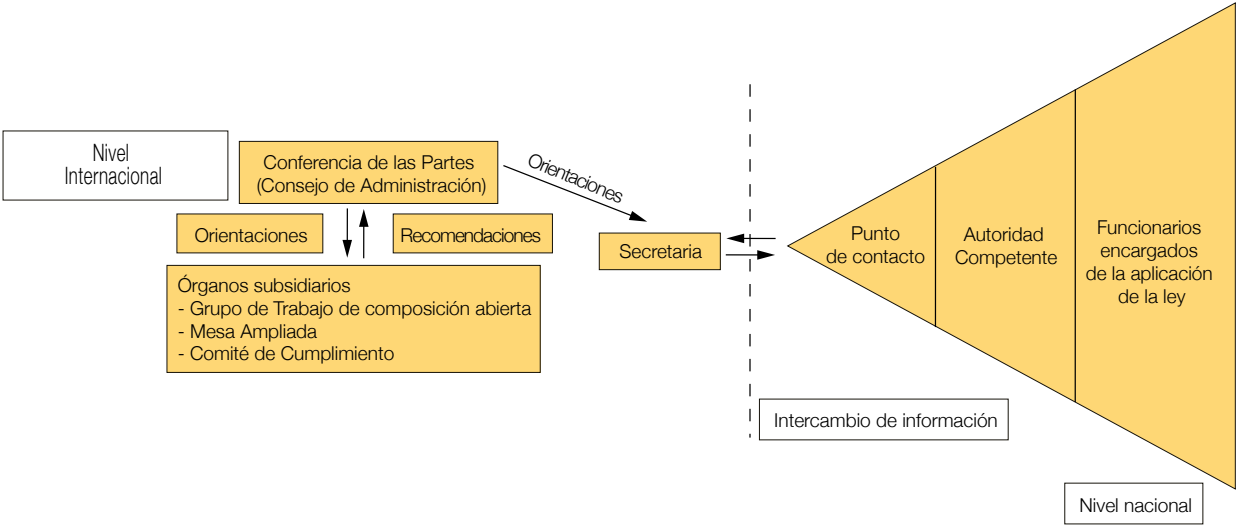 Nivel
Internacional
Conferencia de las Partes
(Consejo de Administración)
Orientaciones
Orientaciones
Recomendaciones
Secretaria
Órganos subsidiarios
- Grupo de Trabajo de composición abierta
- Mesa Ampliada
- Comité de Cumplimiento
Punto
de contacto
Autoridad
Competente
Funcionarios
encargados
de la aplicación
de la ley
Intercambio de información
Nivel nacional